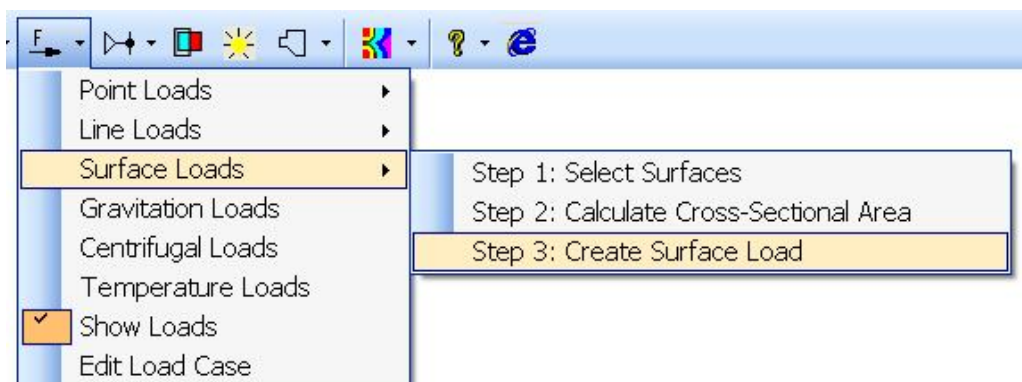 F
Point Loads
Line Loads
Surface Loads
Gravitation Loads
Centrifugal Loads
Temperature Loads
Show Loads
Edit Load Case
Step 1: Select Surfaces
Step 2: Calculate Cross-Sectional Area
Step 3: Create Surface Load